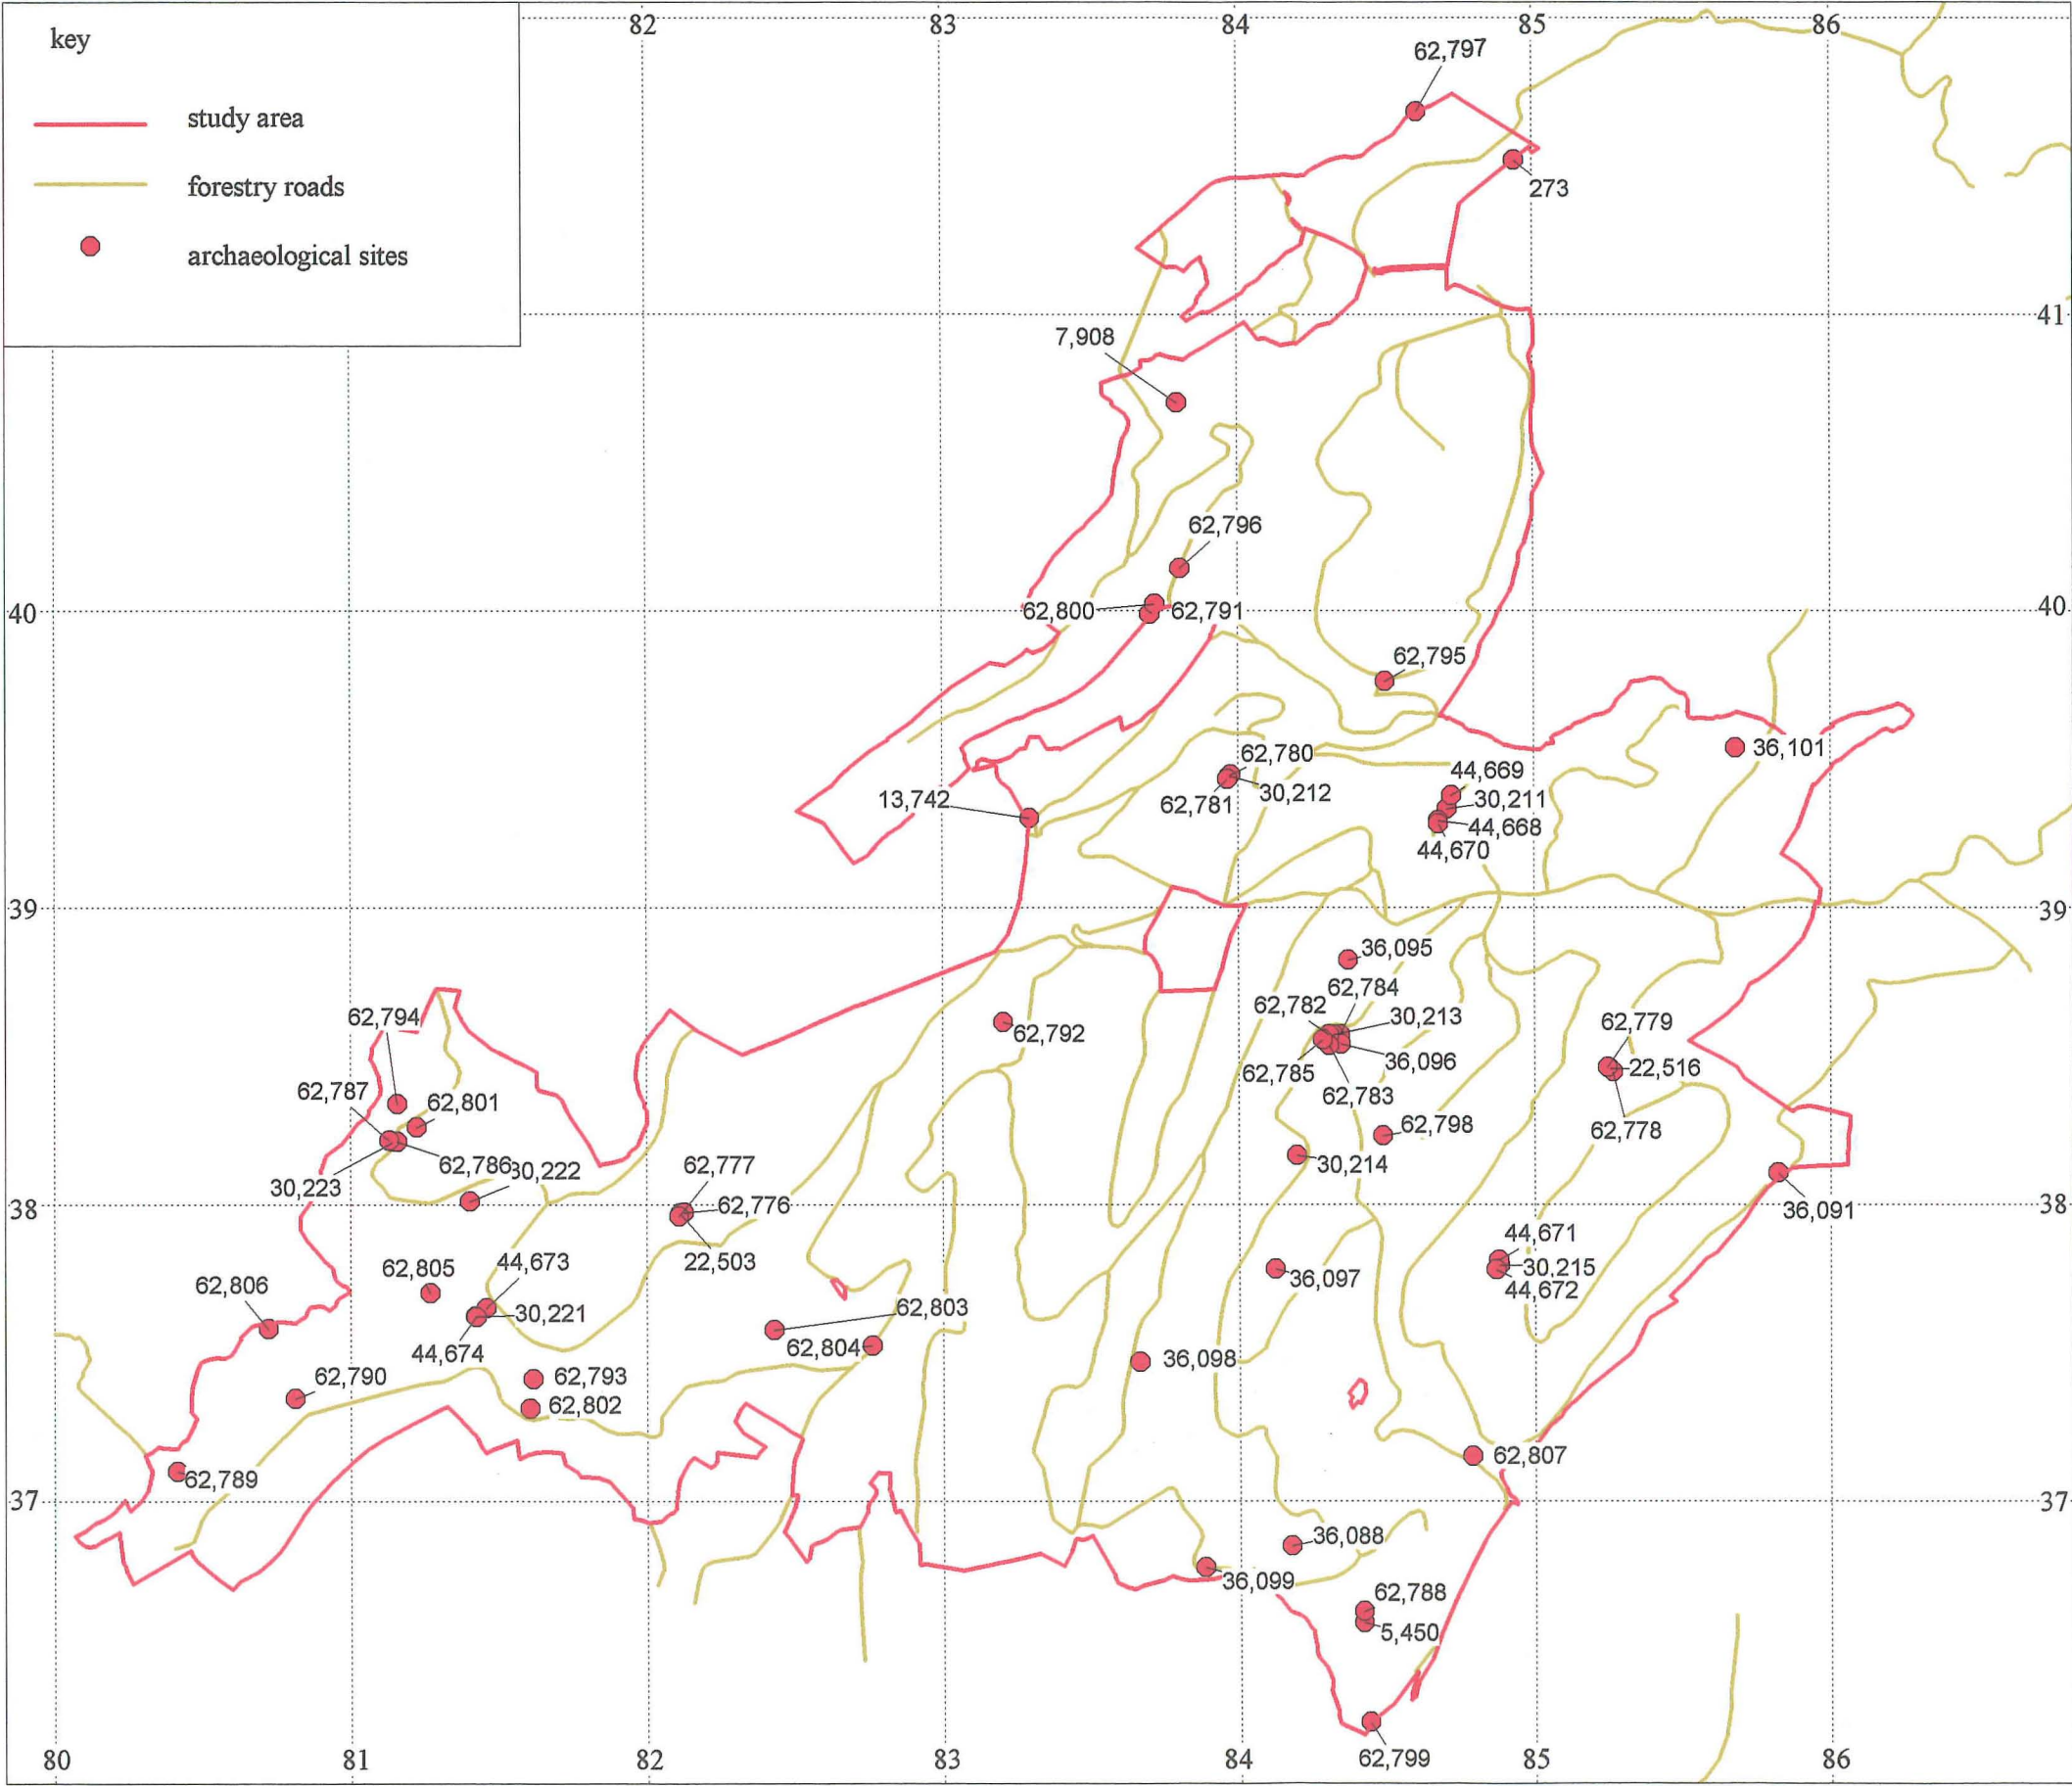 key
study area
forestry roads
archaeological sites
82 83 84 85 86
62,797
273
41
7,908
62,796
40 62,800 62,791 40
62,795
62,780 36,101
44,669
13,742 62,781 30,212 30,211
44,668
44,670
39 39
36,095
62,784
62,794 62,782 30,213 62,779
62,792
62,785 36,096 22,516
62,787 62,801 62,783
62,798 62,778
62,786 30,222 62,777 30,214
30,223
38 62,776 36,091 38
44,671
62,805 44,673 22,503 30,215
62,806 36,097 44,672
30,221 62,803
44,674 62,804 36,098
62,790 62,793
62,802
62,807
62,789
37 37
36,088
36,099
62,788
5,450
80 81 82 83 84 62,799 85 86